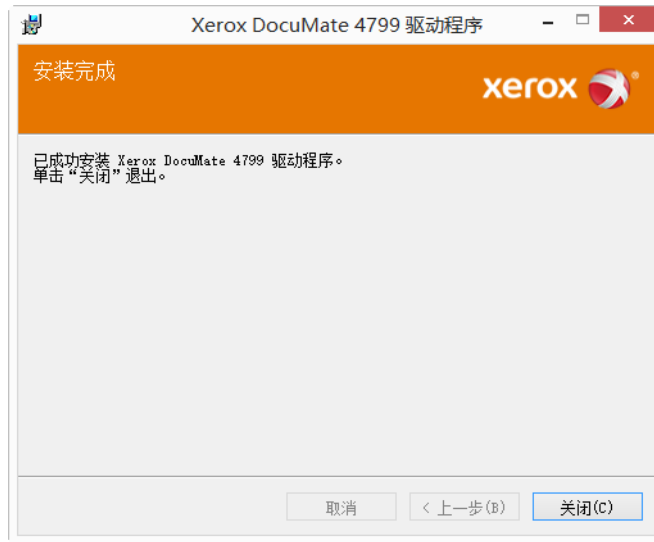 Xerox DocuMate 4799 驱动程序
安装完成
xerox
已成功安装 Xerox DocuMate 4799 驱动程序。
单击“关闭”退出。
取消
< 上一步(B)
关闭(C)